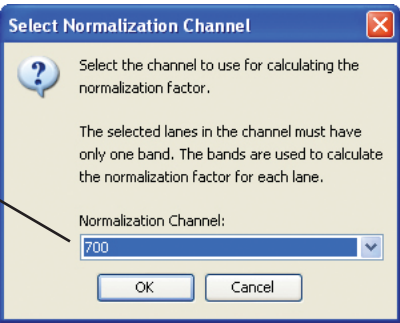 Select Normalization Channel
Select the channel to use for calculating the
normalization factor.
The selected lanes in the channel must have
only one band. The bands are used to calculate
the normalization factor for each lane.
Normalization Channel:
700
OK Cancel